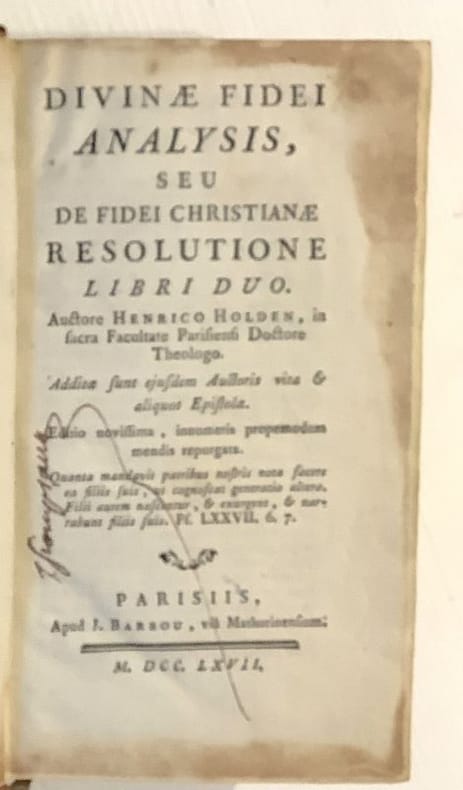 DIVINÆ FIDEI
ANALYSIS,
SEU
DE FIDEI CHRISTIANÆ
RESOLUTIONE
LIBRI DUO.
Auctore HENRICO HOLDEN, in
sacra Facultate Parisiensi Doctore
Theologo.
Additæ sunt ejusdem Auctoris vita &
aliquot Epistolæ.
Editio novissima, innumeris propemodum
mendis repurgata.
Quanta mandavit patribus nostris nota facere
ea filiis suis, ut cognoscat generatio altera.
Filii autem nascentur, & exurgent, & nar-
rabunt filiis suis. Ps. LXXVII. 6. 7.
PARISIIS,
Apud J. BARBOU, viâ Mathurinensium.
M. DCC. LXVII.